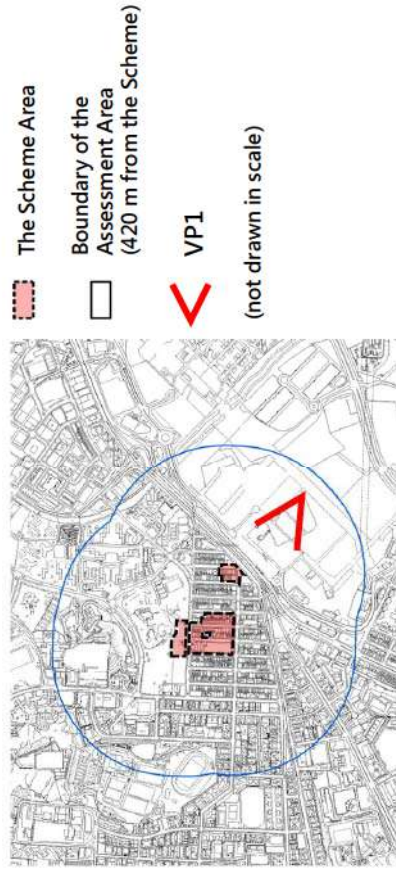 The Scheme Area
Boundary of the
Assessment Area
(420 m from the Scheme)
VP1
(not drawn in scale)